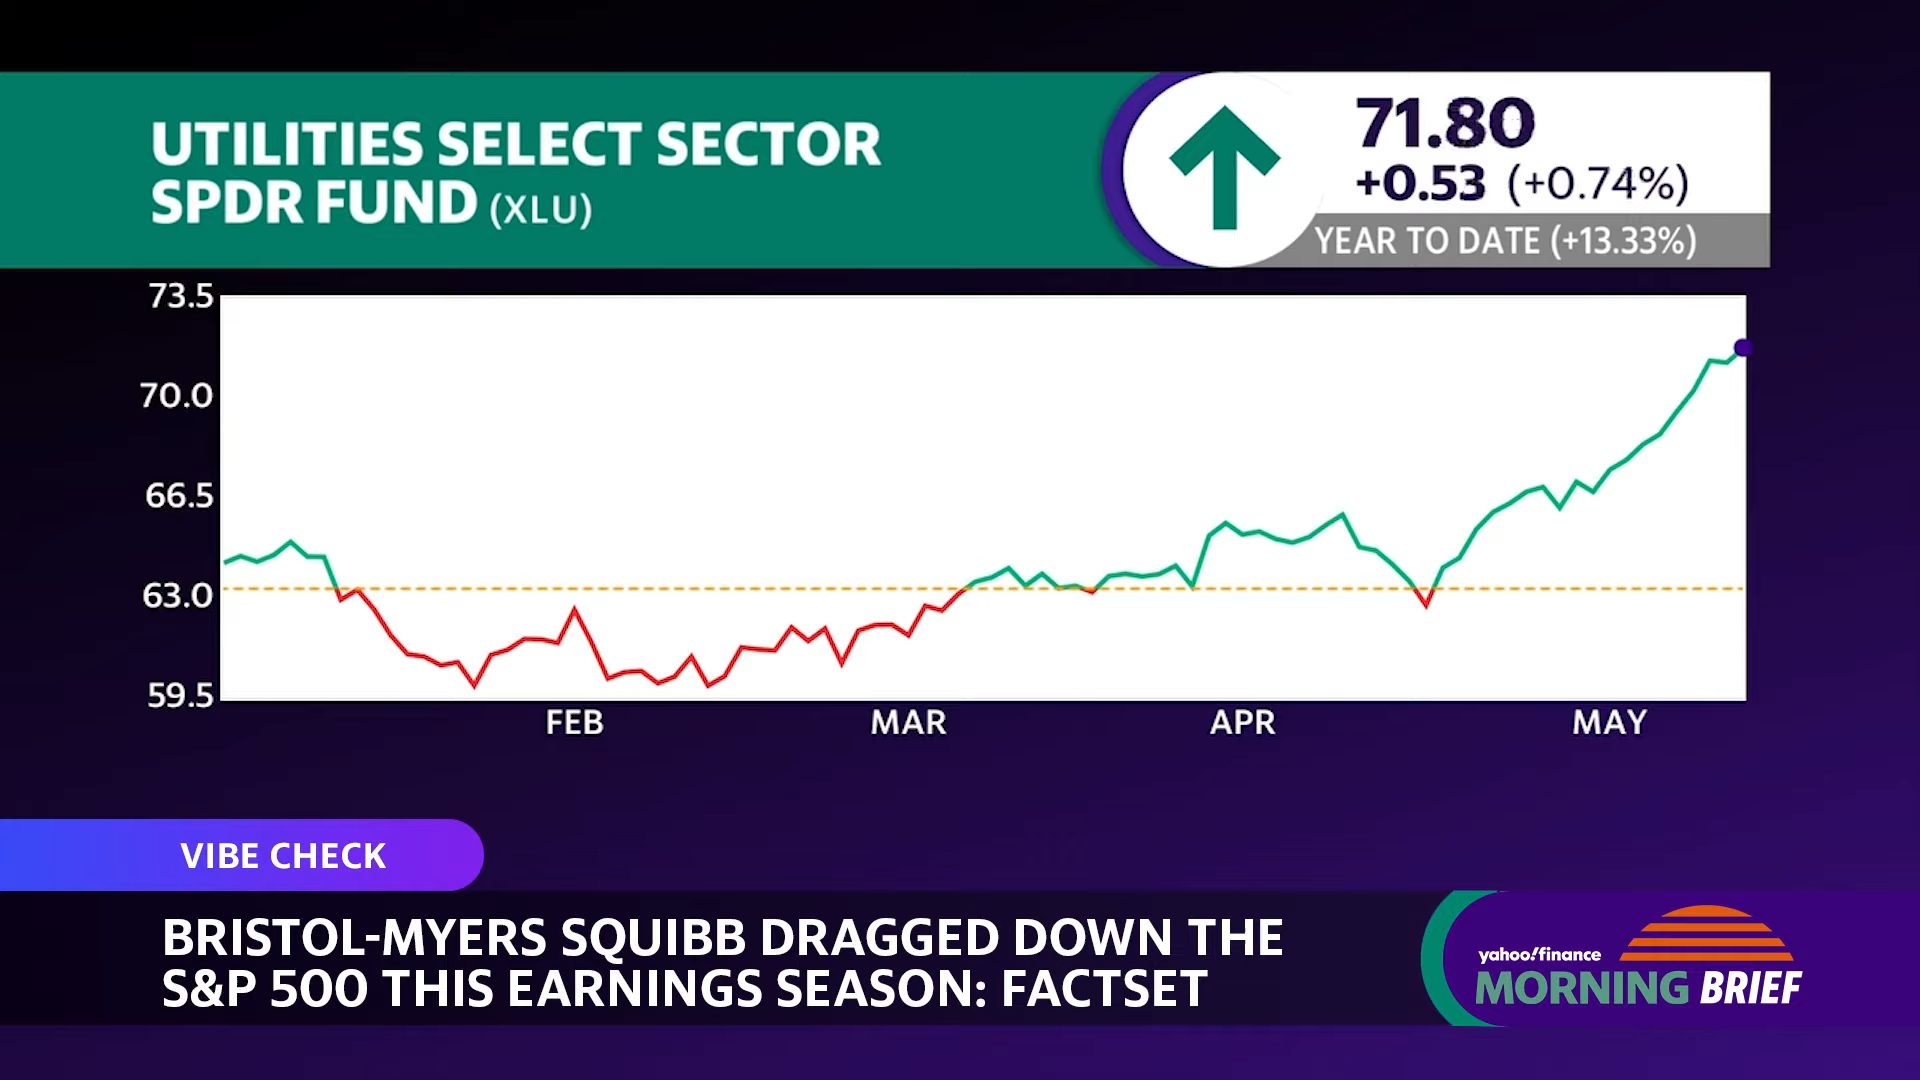 UTILITIES SELECT SECTOR
SPDR FUND (XLU)
71.80
+0.53 (+0.74%)
YEAR TO DATE (+13.33%)
73.5
70.0
66.5
63.0
59.5
FEB MAR APR MAY
VIBE CHECK
BRISTOL-MYERS SQUIBB DRAGGED DOWN THE
S&P 500 THIS EARNINGS SEASON: FACTSET
yahoo!finance
MORNING BRIEF